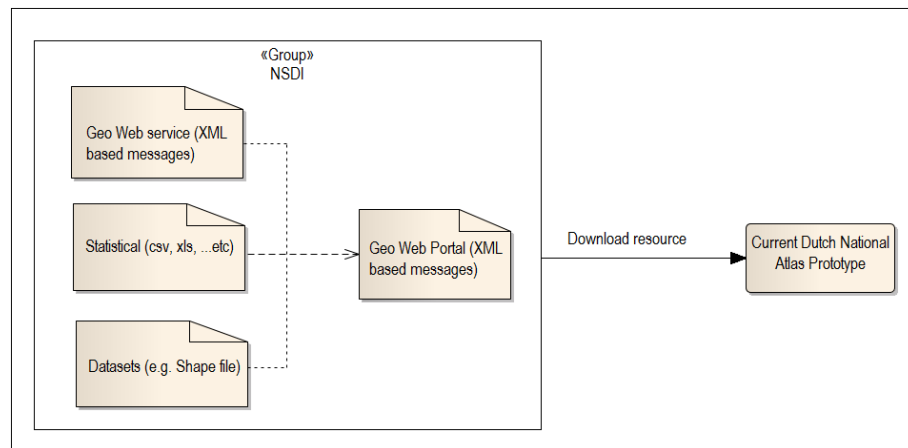 «Group»
NSDI
Geo Web service (XML
based messages)
Statistical (csv, xls, ...etc)
Datasets (e.g. Shape file)
Geo Web Portal (XML
based messages)
Download resource
Current Dutch National
Atlas Prototype